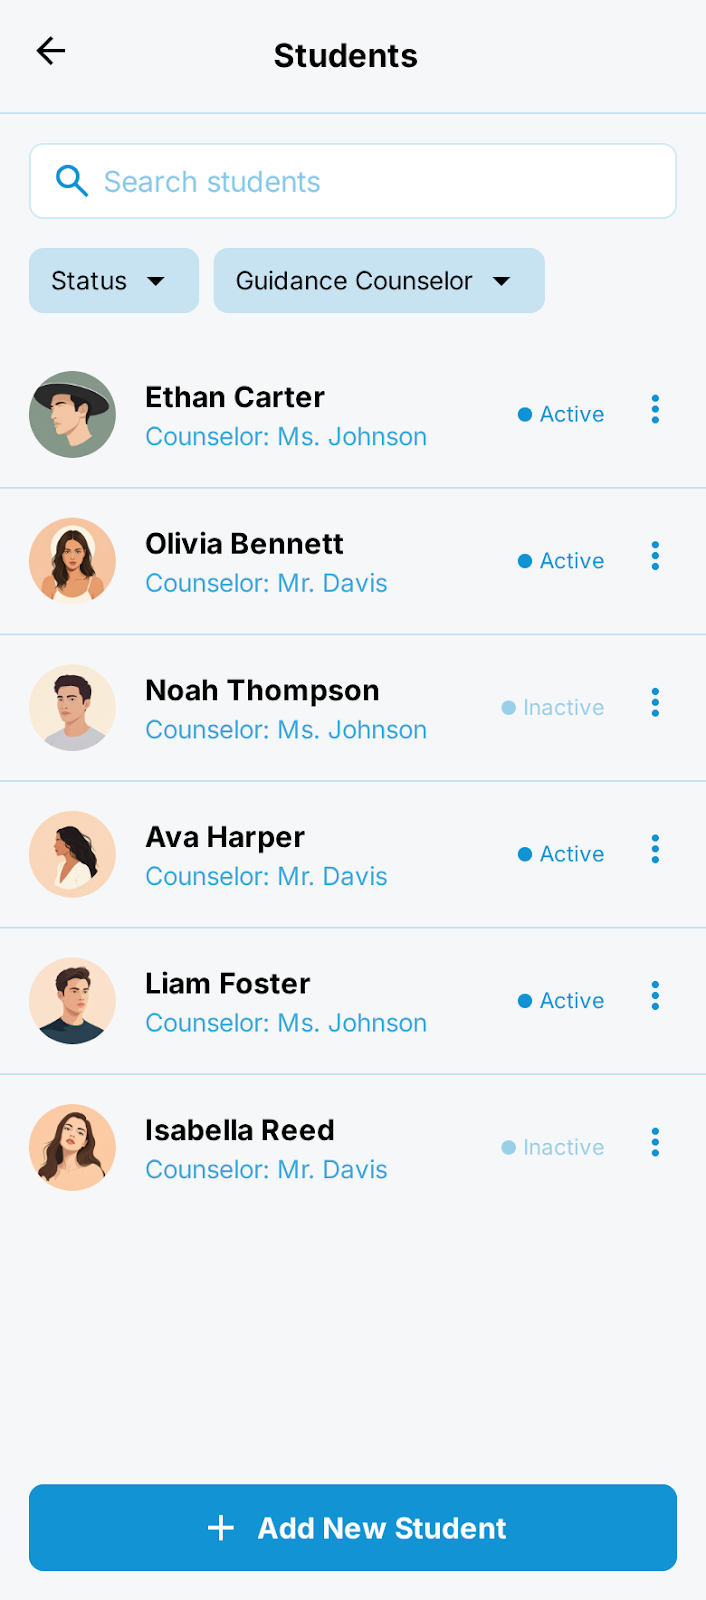 Students
Search students
Status
Guidance Counselor
Ethan Carter
Counselor: Ms. Johnson
Active
Olivia Bennett
Counselor: Mr. Davis
Active
Noah Thompson
Counselor: Ms. Johnson
Inactive
Ava Harper
Counselor: Mr. Davis
Active
Liam Foster
Counselor: Ms. Johnson
Active
Isabella Reed
Counselor: Mr. Davis
Inactive
Add New Student